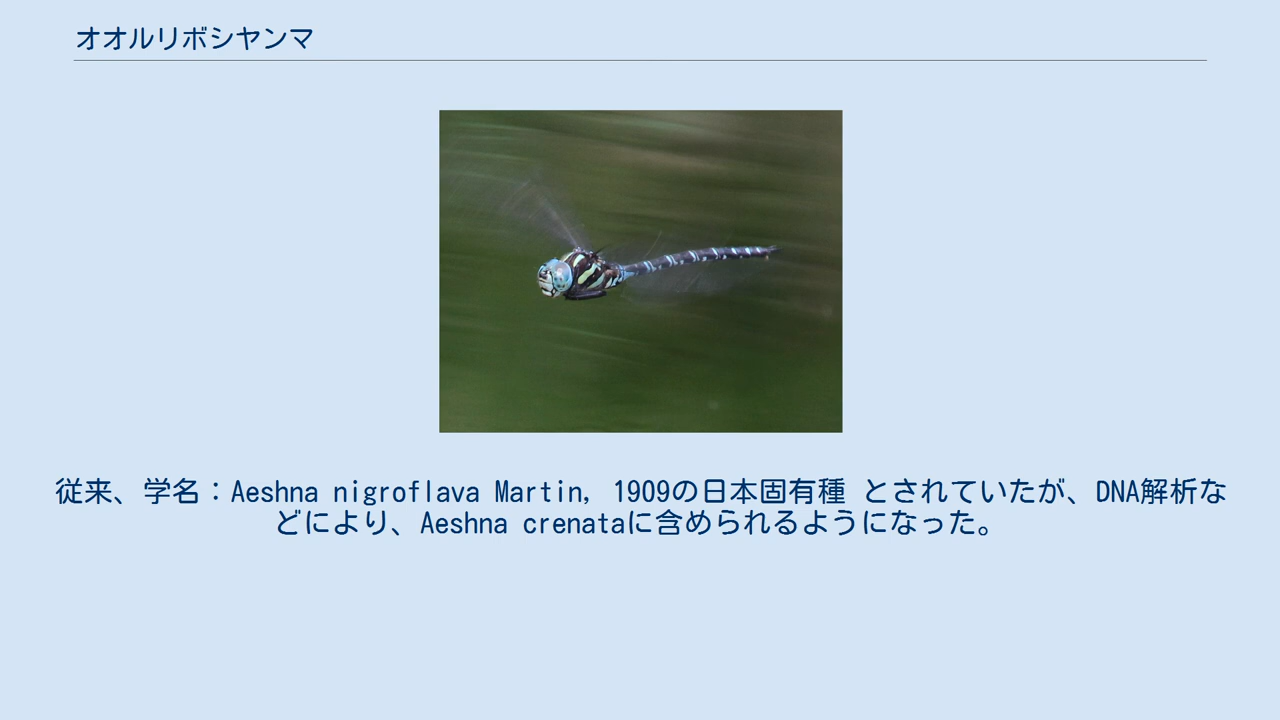 オオルリボシヤンマ
従来、学名：Aeshna nigroflava Martin, 1909の日本固有種 とされていたが、DNA解析な
どにより、Aeshna crenataに含められるようになった。